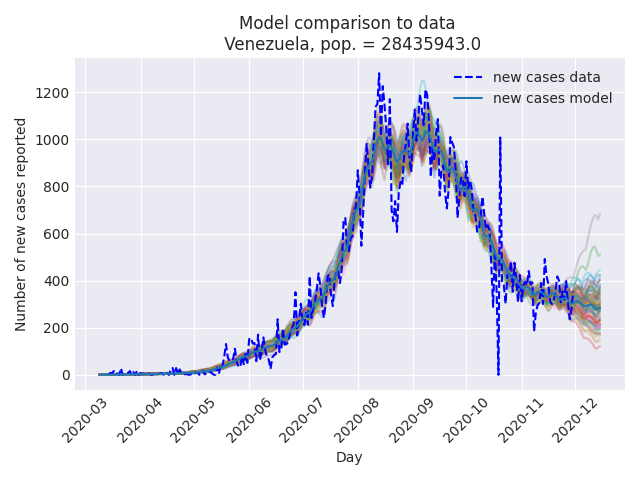 Model comparison to data
Venezuela, pop. = 28435943.0
new cases data
new cases model
Number of new cases reported
1200
1000
800
600
400
200
0
2020-03
2020-04
2020-05
2020-06
2020-07
2020-08
2020-09
2020-10
2020-11
2020-12
Day